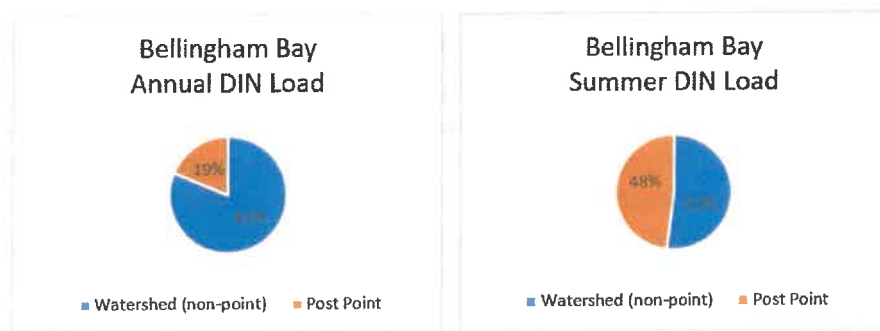 Bellingham Bay
Annual DIN Load
19%
Watershed (non-point) Post Point
Bellingham Bay
Summer DIN Load
48%
Watershed (non-point) Post Point